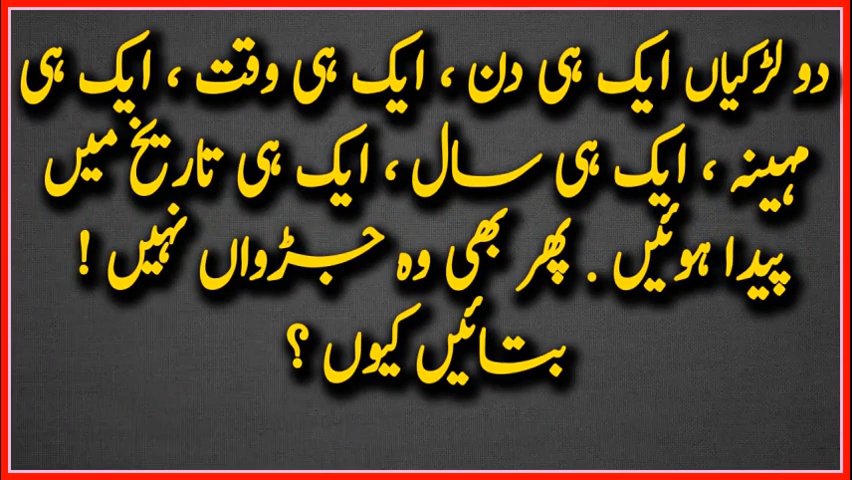 دو لڑکیاں ایک ہی دن ، ایک ہی وقت ، ایک ہی
مہینہ ، ایک ہی سال ، ایک ہی تاریخ میں
پیدا ہوئیں . پھر بھی وہ جڑواں نہیں !
بتائیں کیوں ؟